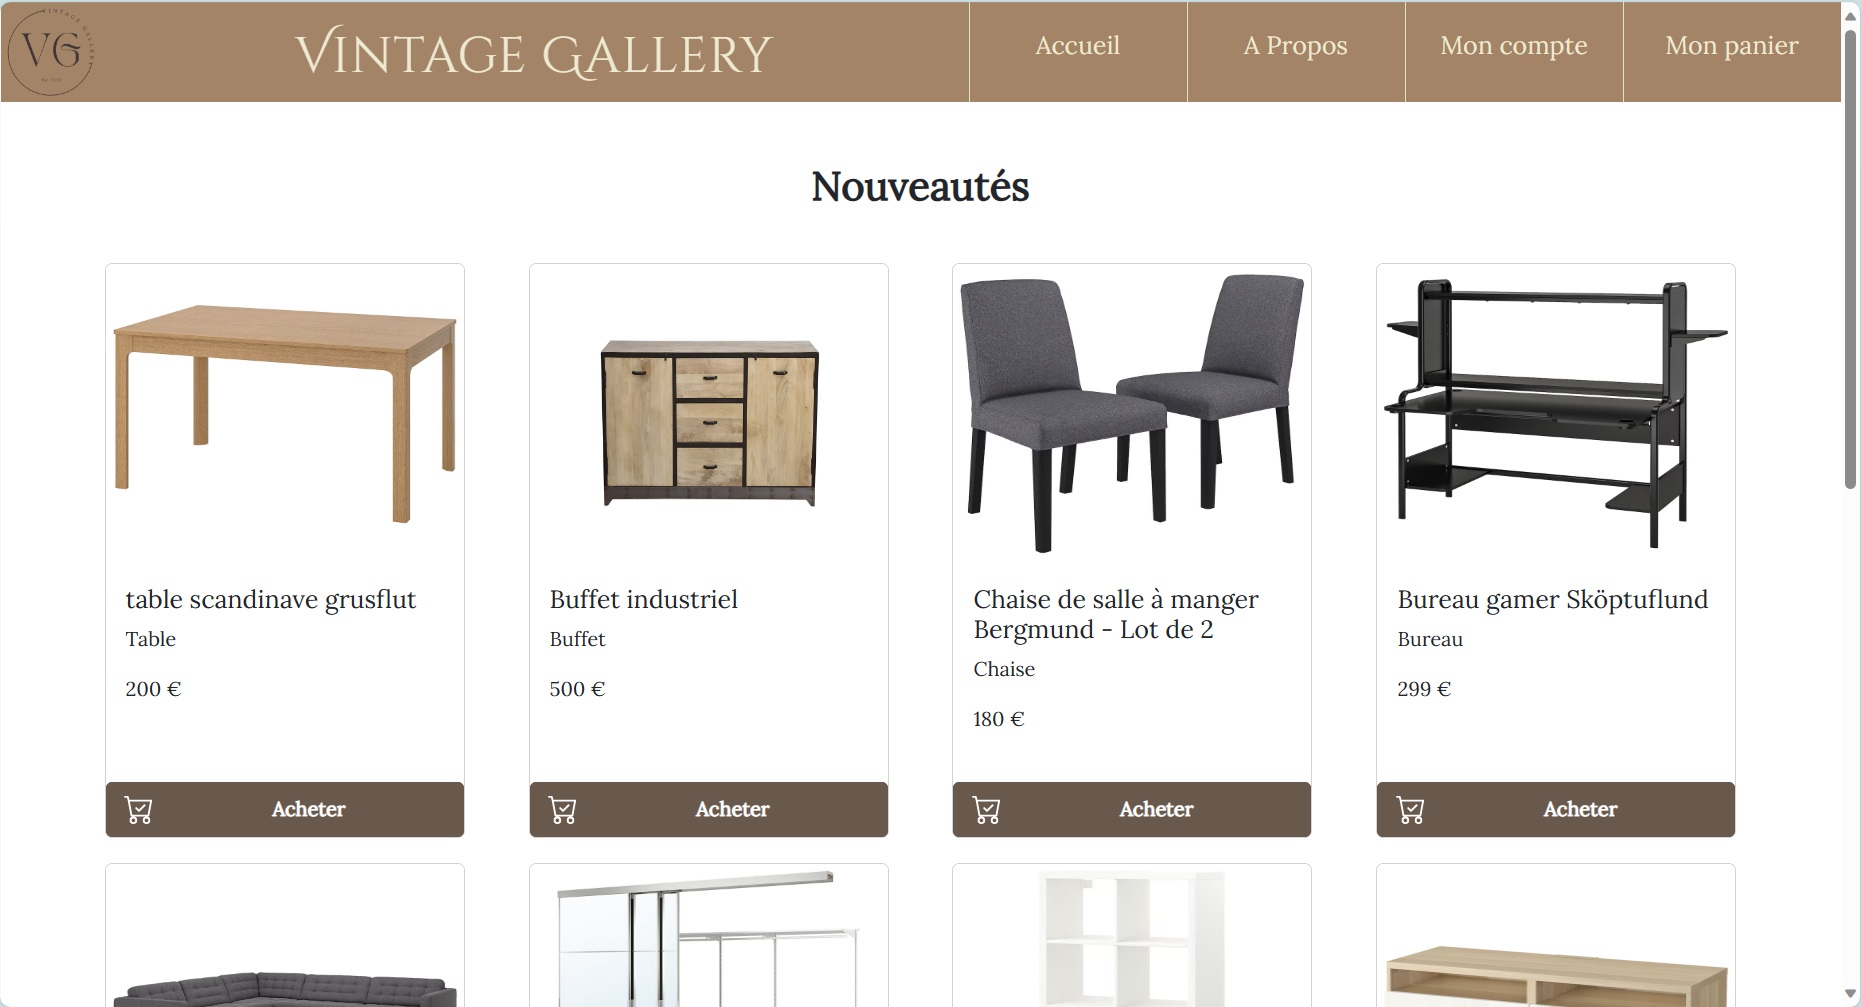 VINTAGE GALLERY
VG
VINTAGE GALLERY
Accueil
A Propos
Mon compte
Mon panier
Nouveautés
table scandinave grusflut
Table
200 €
Acheter
Buffet industriel
Buffet
500 €
Acheter
Chaise de salle à manger
Bergmund - Lot de 2
Chaise
180 €
Acheter
Bureau gamer Sköptuflund
Bureau
299 €
Acheter